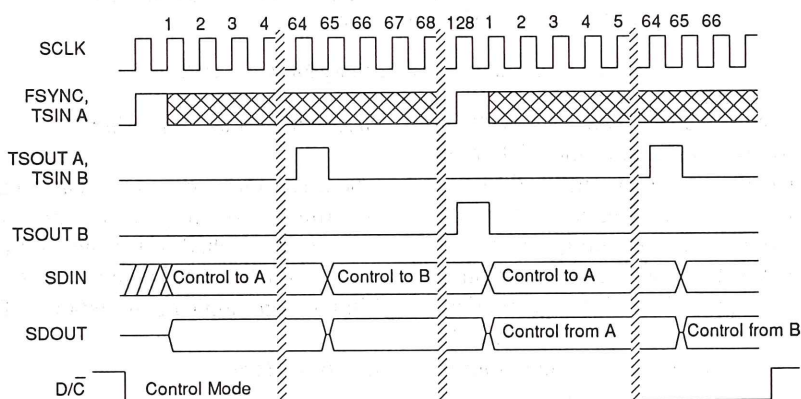 1 2 3 4 64 65 66 67 68 128 1 2 3 4 5 64 65 66
SCLK
FSYNC,
TSIN A
TSOUT A,
TSIN B
TSOUT B
SDIN Control to A Control to B Control to A
SDOUT Control from A Control from B
D/C̅ Control Mode